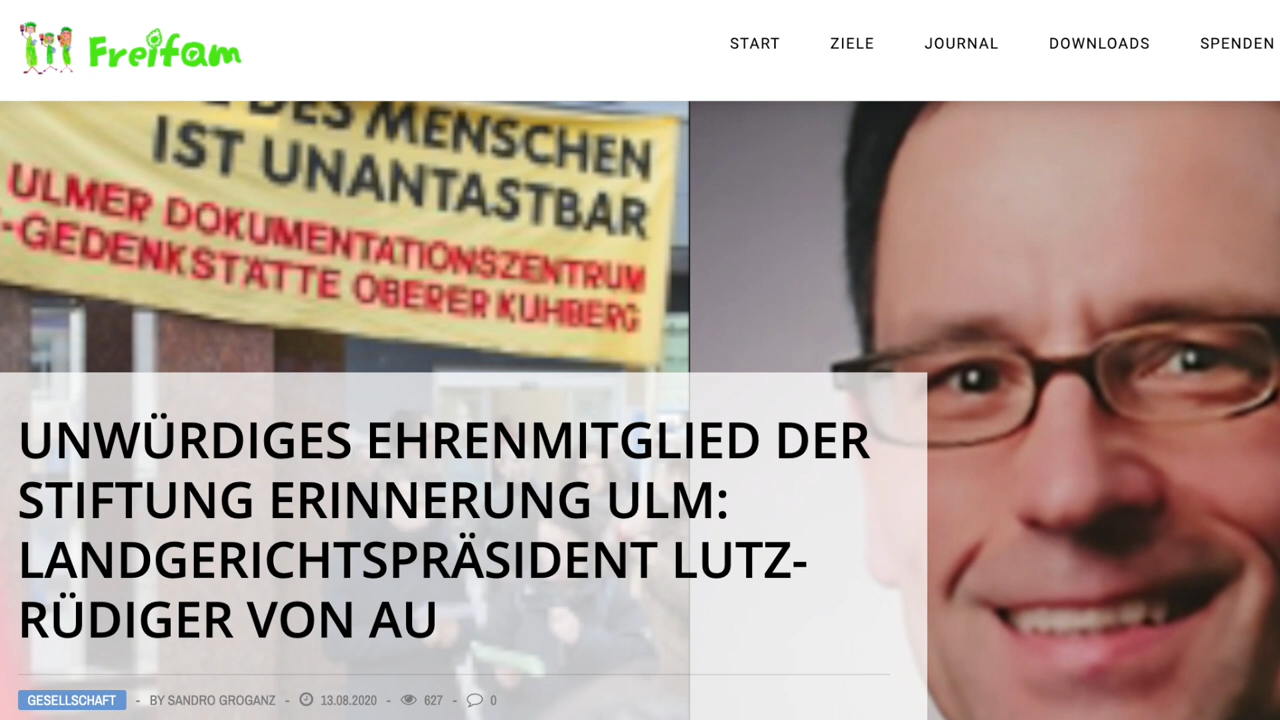 Freifam
START ZIELE JOURNAL DOWNLOADS SPENDEN
DES MENSCHEN
IST UNANTASTBAR
ULMER DOKUMENTATIONSZENTRUM
-GEDENKSTÄTTE OBERER KUHBERG
UNWÜRDIGES EHRENMITGLIED DER
STIFTUNG ERINNERUNG ULM:
LANDGERICHTSPRÄSIDENT LUTZ-
RÜDIGER VON AU
GESELLSCHAFT - BY SANDRO GROGANZ - 13.08.2020 - 627 - 0